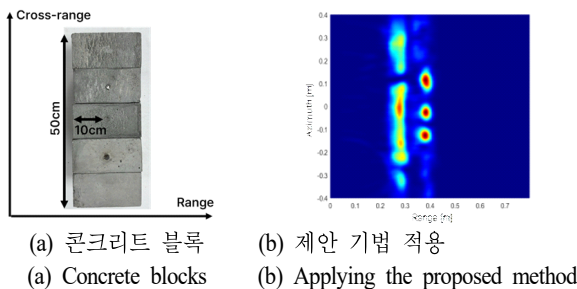 Cross-range
50cm
10cm
Range
0.4
0.3
0.2
0.1
0
-0.1
-0.2
-0.3
-0.4
Azimuth [m]
0 0.1 0.2 0.3 0.4 0.5 0.6 0.7
Range [m]
(a) 콘크리트 블록 (b) 제안 기법 적용
(a) Concrete blocks (b) Applying the proposed method